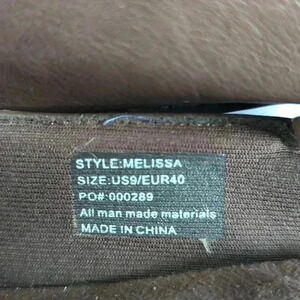 STYLE:MELISSA
SIZE:US9/EUR40
PO#:000289
All man made materials
MADE IN CHINA